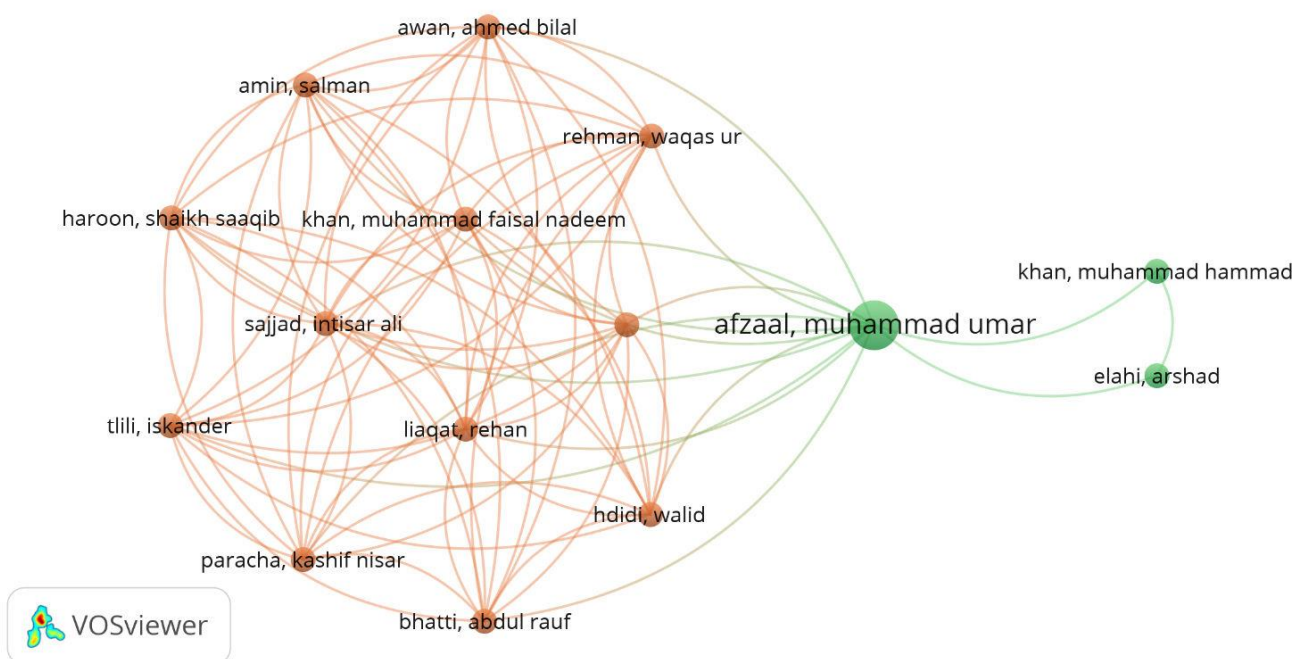 awan, ahmed bilal
amin, salman
rehman, waqas ur
haroon, shaikh saaqib
khan, muhammad faisal nadeem
khan, muhammad hammad
sajjad, intisar ali
afzaal, muhammad umar
elahi, arshad
tlili, iskander
liaqat, rehan
hdidi, walid
paracha, kashif nisar
bhatti, abdul rauf
VOSviewer